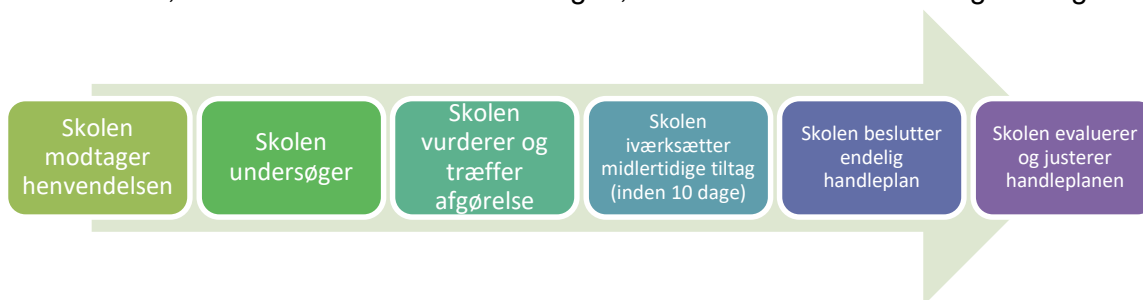 Skolen
modtager
henvendelsen
Skolen
undersøger
Skolen
vurderer og
træffer
afgørelse
Skolen
iværksætter
midlertidige tiltag
(inden 10 dage)
Skolen beslutter
endelig
handleplan
Skolen evaluerer
og justerer
handleplanen